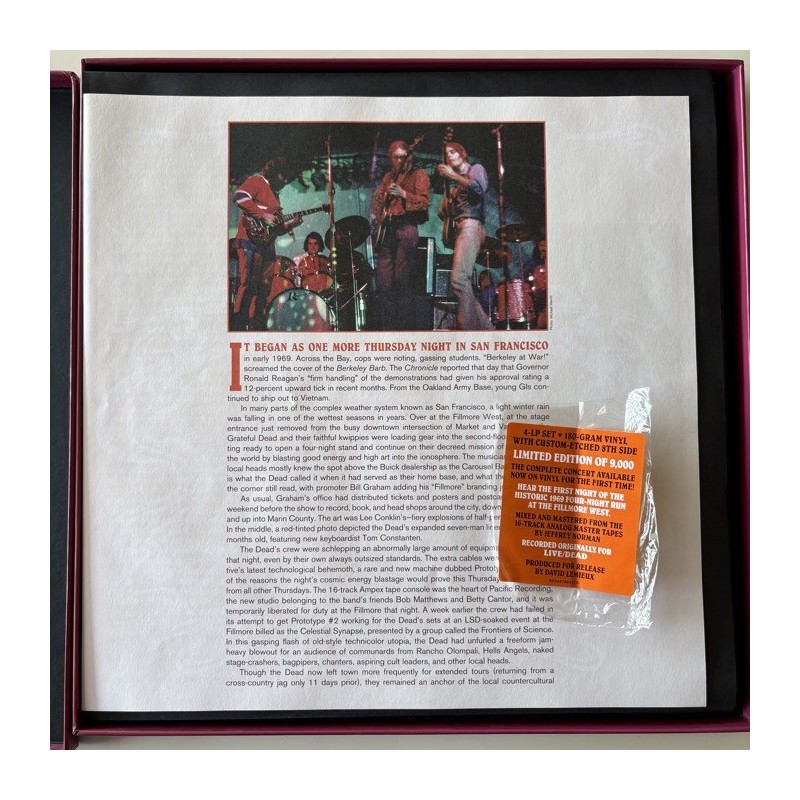 IT BEGAN AS ONE MORE THURSDAY NIGHT IN SAN FRANCISCO
in early 1969. Across the Bay, cops were rioting, gassing students. "Berkeley at War!"
screamed the cover of the Berkeley Barb. The Chronicle reported that day that Governor
Ronald Reagan's "firm handling" of the demonstrations had given his approval rating a
12-percent upward tick in recent months. From the Oakland Army Base, young GIs con-
tinued to ship out to Vietnam.
In many parts of the complex weather system known as San Francisco, a light winter rain
was falling in one of the wettest seasons in years. Over at the Fillmore West, at the stage
entrance just removed from the busy downtown intersection of Market and Va
Grateful Dead and their faithful kwippies were loading gear into the second-floo
ting ready to open a four-night stand and continue on their decreed mission of
the world by blasting good energy and high art into the ionosphere. The musicia
local heads mostly knew the spot above the Buick dealership as the Carousel Ba
is what the Dead called it when it had served as their home base, and what the
the corner still read, with promoter Bill Graham adding his "Fillmore" branding
As usual, Graham's office had distributed tickets and posters and postca
weekend before the show to record, book, and head shops around the city, down
and up into Marin County. The art was Lee Conklin's—fiery explosions of half-pe
In the middle, a red-tinted photo depicted the Dead's expanded seven-man line
months old, featuring new keyboardist Tom Constanten.
The Dead's crew were schlepping an abnormally large amount of equipm
that night, even by their own always outsized standards. The extra cables we
tive's latest technological behemoth, a rare and new machine dubbed Proto
of the reasons the night's cosmic energy blastage would prove this Thursday
from all other Thursdays. The 16-track Ampex tape console was the heart of Pacific Recording,
the new studio belonging to the band's friends Bob Matthews and Betty Cantor, and it was
temporarily liberated for duty at the Fillmore that night. A week earlier the crew had failed in
its attempt to get Prototype #2 working for the Dead's sets at an LSD-soaked event at the
Fillmore billed as the Celestial Synapse, presented by a group called the Frontiers of Science.
In this gasping flash of old-style technicolor utopia, the Dead had unfurled a freeform jam-
heavy blowout for an audience of communards from Rancho Olompali, Hells Angels, naked
stage-crashers, bagpipers, chanters, aspiring cult leaders, and other local heads.
Though the Dead now left town more frequently for extended tours (returning from a
cross-country jag only 11 days prior), they remained an anchor of the local countercultural
4-LP SET • 180-GRAM VINYL
WITH CUSTOM-ETCHED 8TH SIDE
LIMITED EDITION OF 9,000
THE COMPLETE CONCERT AVAILABLE
NOW ON VINYL FOR THE FIRST TIME!
HEAR THE FIRST NIGHT OF THE
HISTORIC 1969 FOUR-NIGHT RUN
AT THE FILLMORE WEST.
MIXED AND MASTERED FROM THE
16-TRACK ANALOG MASTER TAPES
BY JEFFREY NORMAN
RECORDED ORIGINALLY FOR
LIVE/DEAD
PRODUCED FOR RELEASE
BY DAVID LEMIEUX